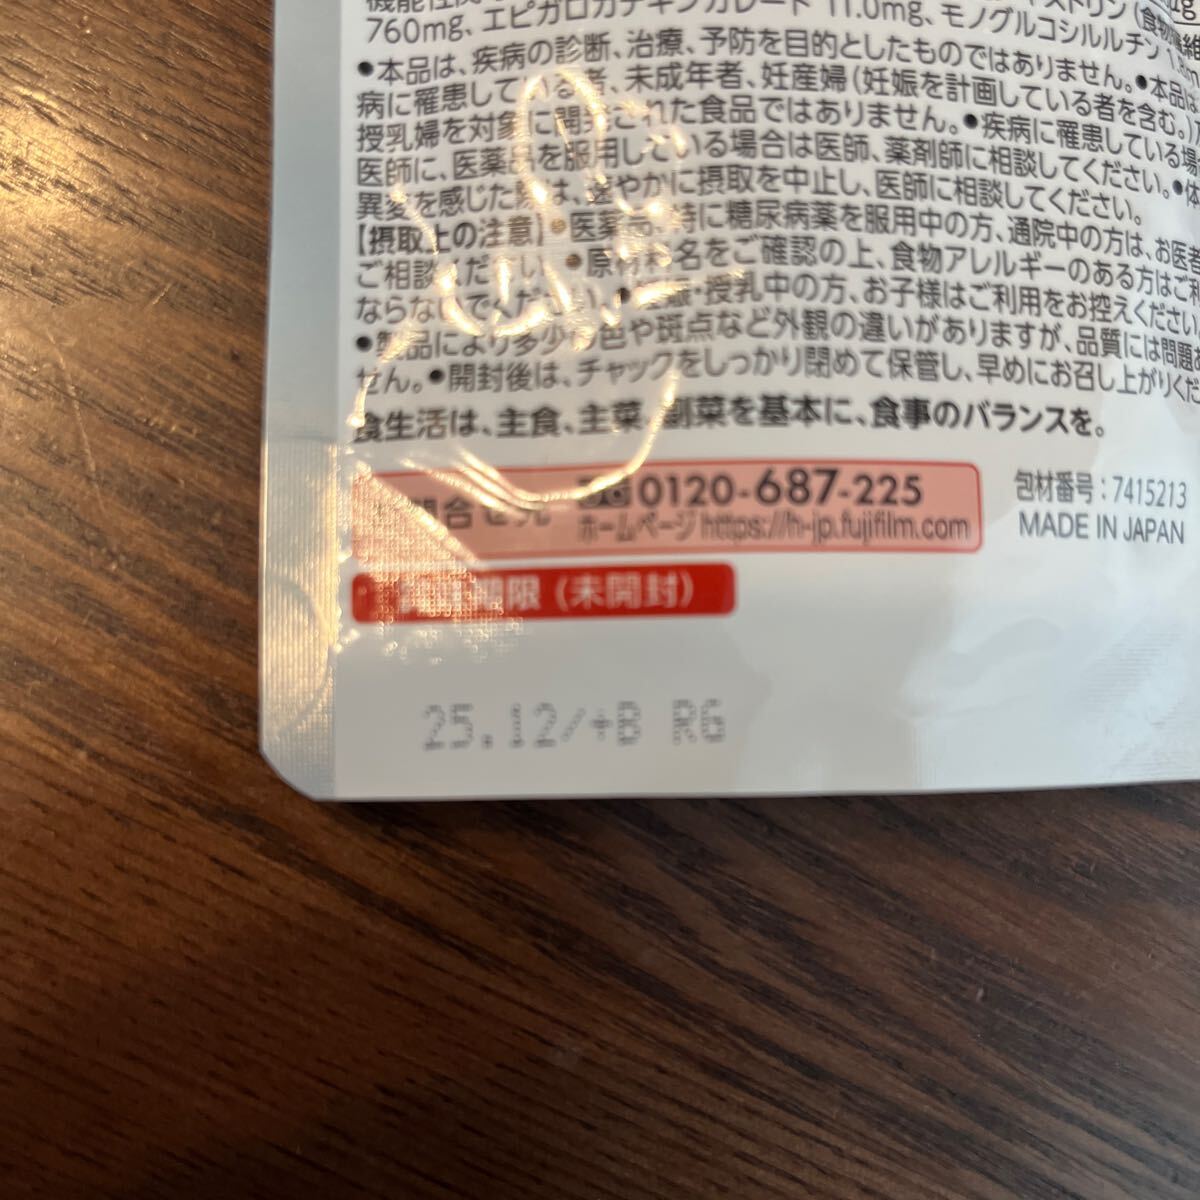 760mg、エピガロカテキンガレート 11.0mg、モノグルコシルルチン
●本品は、疾病の診断、治療、予防を目的としたものではありません。●本品は、
病に罹患している者、未成年者、妊産婦(妊娠を計画している者を含む。)
授乳婦を対象に開発された食品ではありません。●疾病に罹患している場
医師に、医薬品を服用している場合は医師、薬剤師に相談してください。●体
異変を感じた際は、速やかに摂取を中止し、医師に相談してください。
【摂取上の注意】●医薬品、特に糖尿病薬を服用中の方、通院中の方は、お医者
ご相談ください。●原材料名をご確認の上、食物アレルギーのある方はご利
ならないでください。●妊娠・授乳中の方、お子様はご利用をお控えください
●製品により多少の色や斑点など外観の違いがありますが、品質には問題
せん。●開封後は、チャックをしっかり閉めて保管し、早めにお召し上がりくだ
食生活は、主食、主菜、副菜を基本に、食事のバランスを。
お問合せ先 0120-687-225
ホームページ https://h-jp.fujifilm.com
包材番号:7415213
MADE IN JAPAN
賞味期限(未開封)
25.12/+B RG